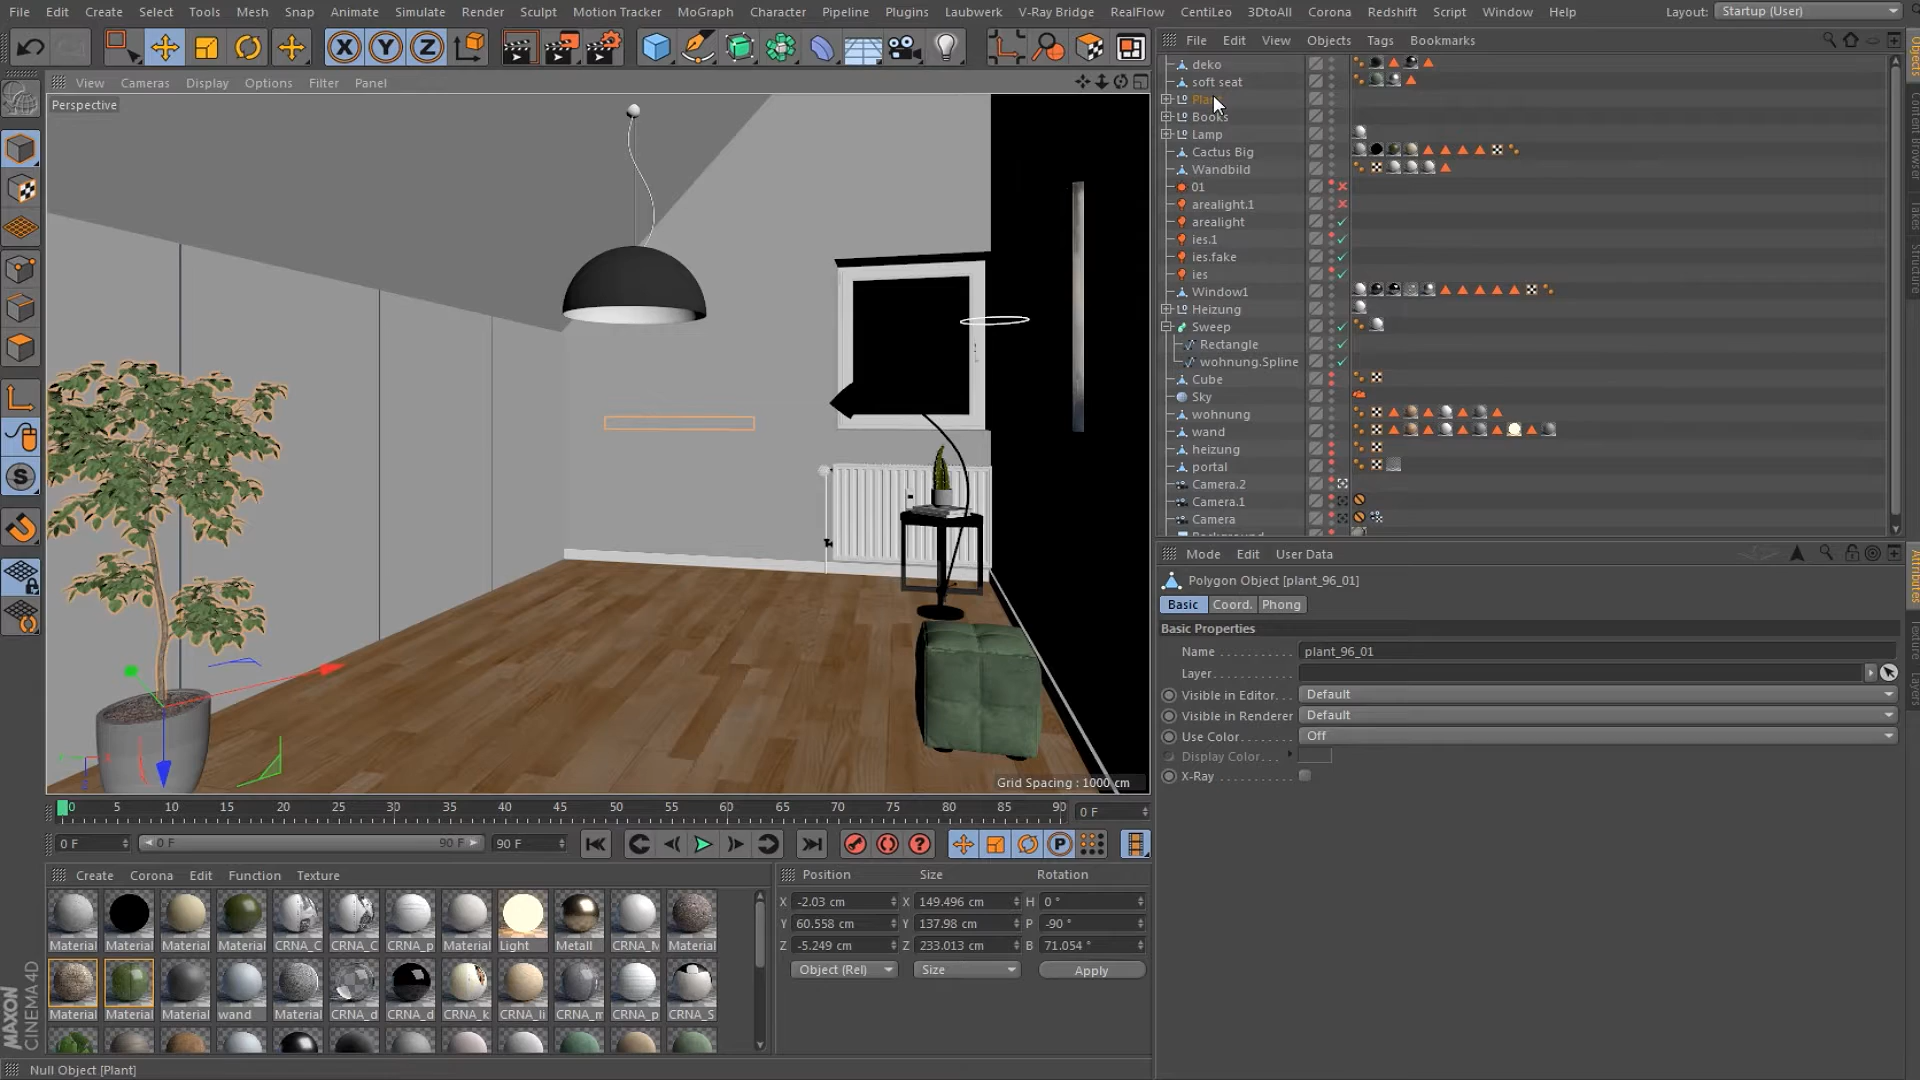 File Edit Create Select Tools Mesh Snap Animate Simulate Render Sculpt Motion Tracker MoGraph Character Pipeline Plugins Laubwerk V-Ray Bridge RealFlow CentiLeo 3DtoAll Corona Redshift Script Window Help Layout: Startup (User)
File Edit View Objects Tags Bookmarks
View Cameras Display Options Filter Panel
Perspective
deko
soft seat
Books
Lamp
Cactus Big
Wandbild
01
arealight.1
arealight
ies.1
ies.fake
ies
Window1
Heizung
Sweep
Rectangle
wohnung.Spline
Cube
Sky
wohnung
wand
heizung
portal
Camera.2
Camera.1
Camera
Objects
Content Browser
Takes
Structure
Mode Edit User Data
Polygon Object [plant_96_01]
Basic Coord. Phong
Basic Properties
Name plant_96_01
Layer
Visible in Editor Default
Visible in Renderer Default
Use Color Off
Display Color
X-Ray
Attributes
Texture
Layers
Grid Spacing : 1000 cm
0 5 10 15 20 25 30 35 40 45 50 55 60 65 70 75 80 85 90 0 F
0 F 0 F 90 F 90 F
Create Corona Edit Function Texture
Material Material Material Material CRNA_C CRNA_C CRNA_p Material Light Metall CRNA_M Material
Material Material Material wand Material CRNA_d CRNA_d CRNA_k CRNA_li CRNA_m CRNA_p CRNA_S
Position Size Rotation
X -2.03 cm X 149.496 cm H 0 °
Y 60.558 cm Y 137.98 cm P -90 °
Z -5.249 cm Z 233.013 cm B 71.054 °
Object (Rel) Size Apply
MAXON
CINEMA 4D
Null Object [Plant]